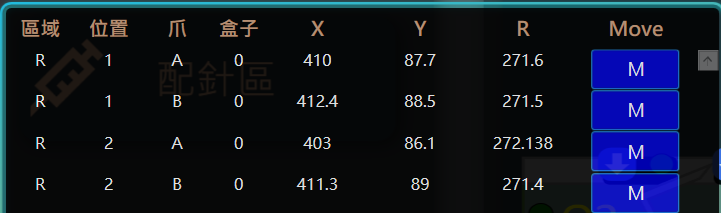 區域 位置 爪 盒子 X Y R Move
R 1 A 0 410 87.7 271.6 M
配針區
R 1 B 0 412.4 88.5 271.5 M
R 2 A 0 403 86.1 272.138 M
R 2 B 0 411.3 89 271.4 M